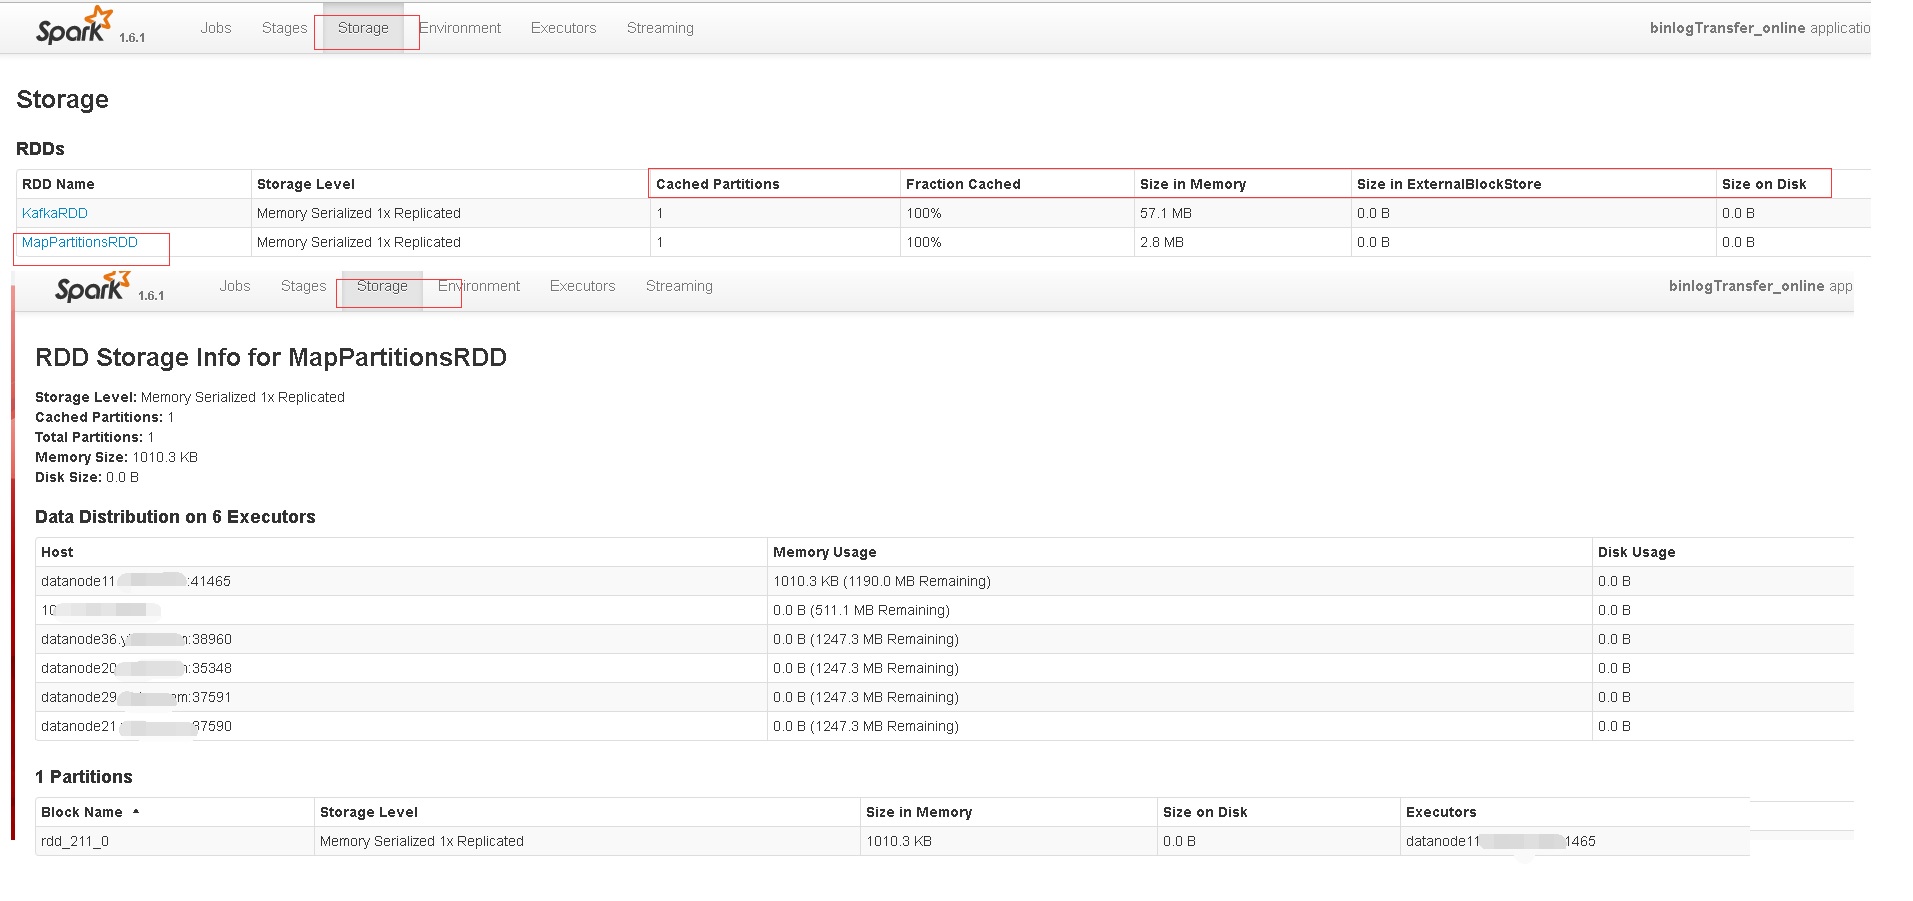 Spark 1.6.1 Jobs Stages Storage Environment Executors Streaming binlogTransfer_online applicatio
Storage
RDDs
RDD Name Storage Level Cached Partitions Fraction Cached Size in Memory Size in ExternalBlockStore Size on Disk
KafkaRDD Memory Serialized 1x Replicated 1 100% 57.1 MB 0.0 B 0.0 B
MapPartitionsRDD Memory Serialized 1x Replicated 1 100% 2.8 MB 0.0 B 0.0 B
Spark 1.6.1 Jobs Stages Storage Environment Executors Streaming binlogTransfer_online app
RDD Storage Info for MapPartitionsRDD
Storage Level: Memory Serialized 1x Replicated
Cached Partitions: 1
Total Partitions: 1
Memory Size: 1010.3 KB
Disk Size: 0.0 B
Data Distribution on 6 Executors
Host Memory Usage Disk Usage
datanode11 :41465 1010.3 KB (1190.0 MB Remaining) 0.0 B
10 0.0 B (511.1 MB Remaining) 0.0 B
datanode36. :38960 0.0 B (1247.3 MB Remaining) 0.0 B
datanode20 :35348 0.0 B (1247.3 MB Remaining) 0.0 B
datanode29 m:37591 0.0 B (1247.3 MB Remaining) 0.0 B
datanode21 37590 0.0 B (1247.3 MB Remaining) 0.0 B
1 Partitions
Block Name Storage Level Size in Memory Size on Disk Executors
rdd_211_0 Memory Serialized 1x Replicated 1010.3 KB 0.0 B datanode11 1465